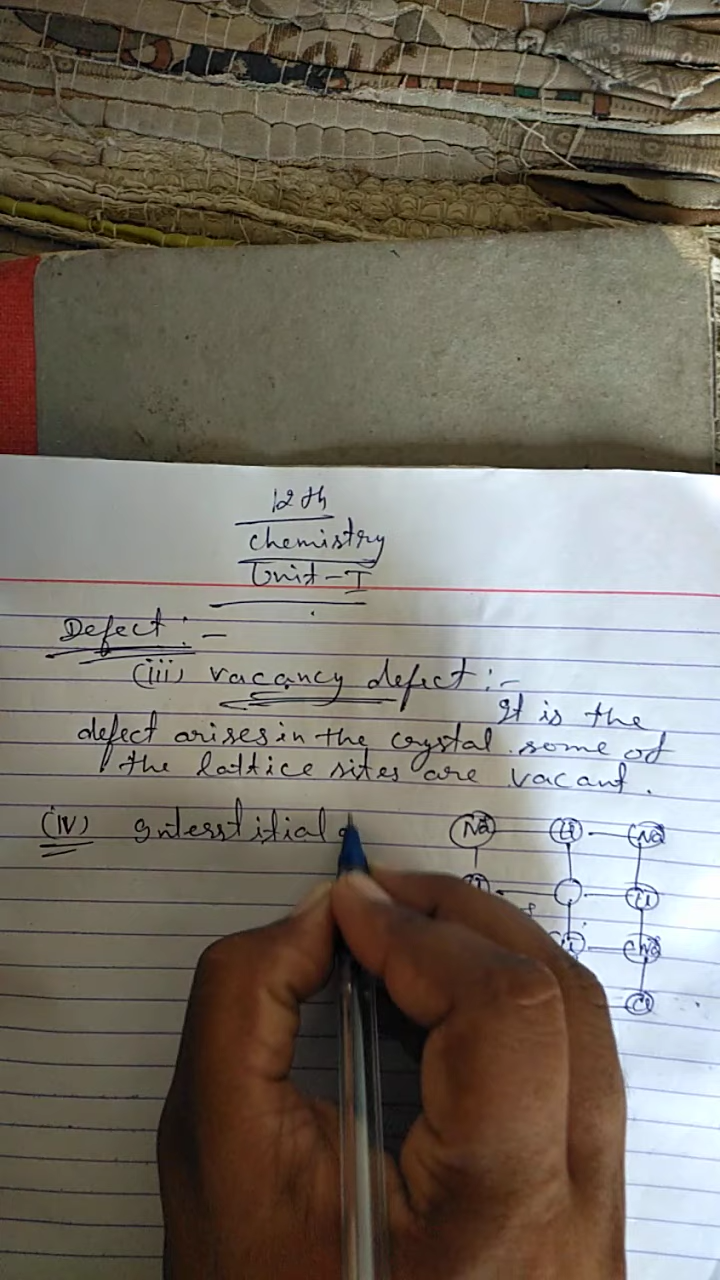 12th
chemistry
Unit-I
Defect:-
(iii) vacancy defect:-
It is the
defect arises in the crystal. some of
the lattice sites are vacant.
(iv) Interstitial
Na Cl Na
Cl
Cl Na
Cl